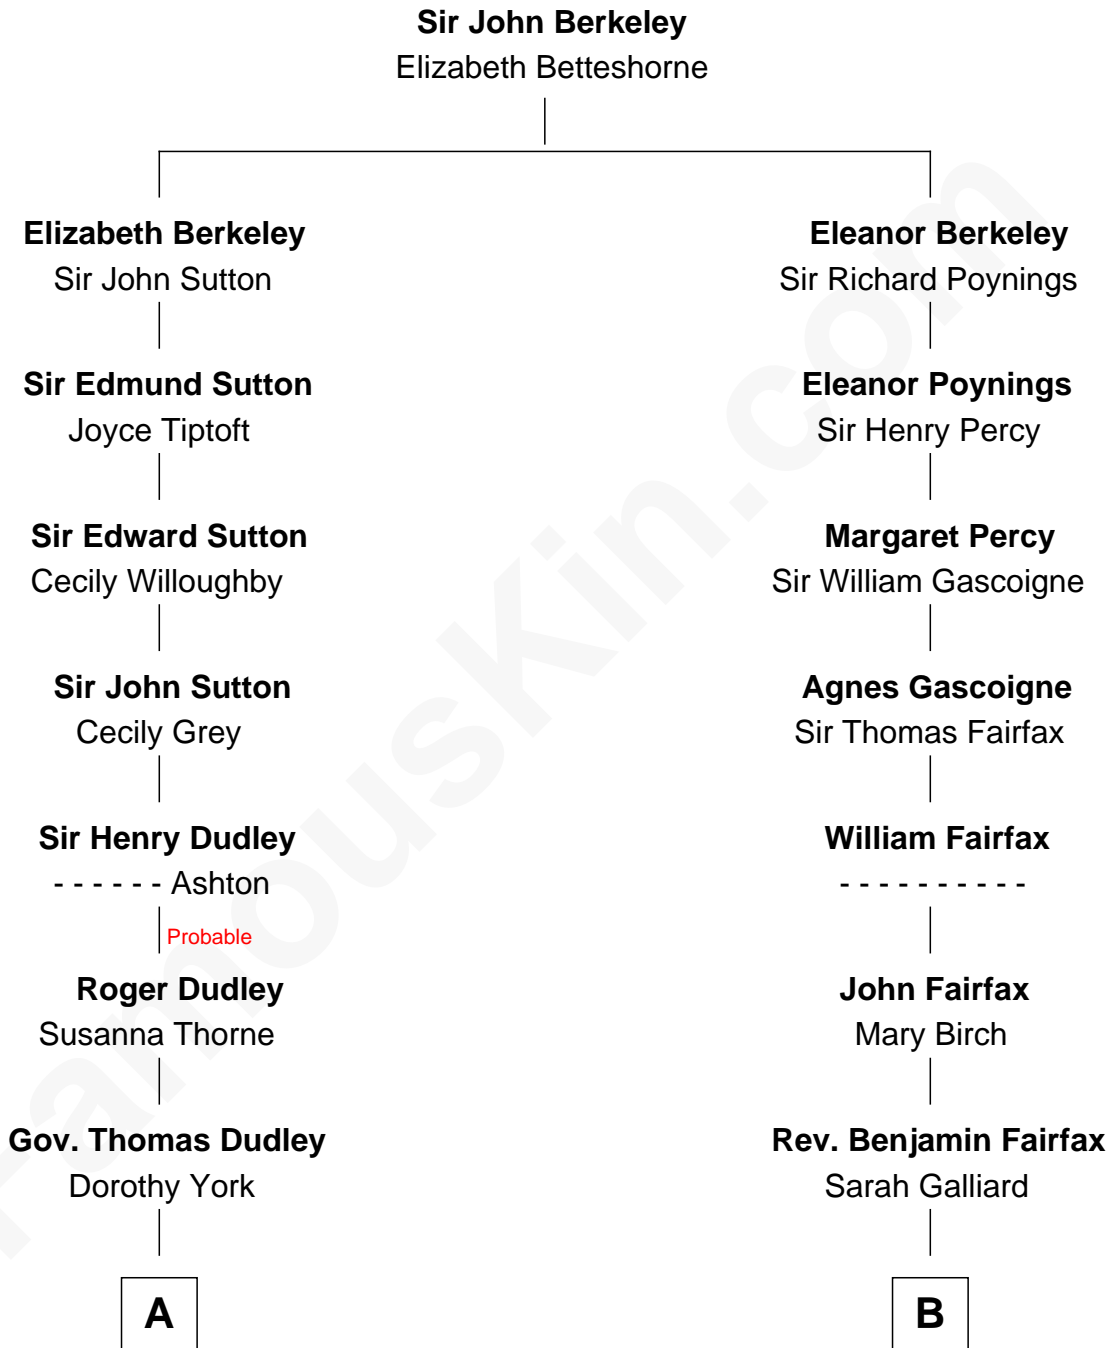 Sir John Berkeley
Elizabeth Betteshorne
Elizabeth Berkeley
Sir John Sutton
Eleanor Berkeley
Sir Richard Poynings
Sir Edmund Sutton
Joyce Tiptoft
Eleanor Poynings
Sir Henry Percy
Sir Edward Sutton
Cecily Willoughby
Margaret Percy
Sir William Gascoigne
Sir John Sutton
Cecily Grey
Agnes Gascoigne
Sir Thomas Fairfax
Sir Henry Dudley
- - - - - - Ashton
William Fairfax
- - - - - - - - - -
Probable
Roger Dudley
Susanna Thorne
John Fairfax
Mary Birch
Gov. Thomas Dudley
Dorothy York
Rev. Benjamin Fairfax
Sarah Galliard
A
B
FamousKin.com